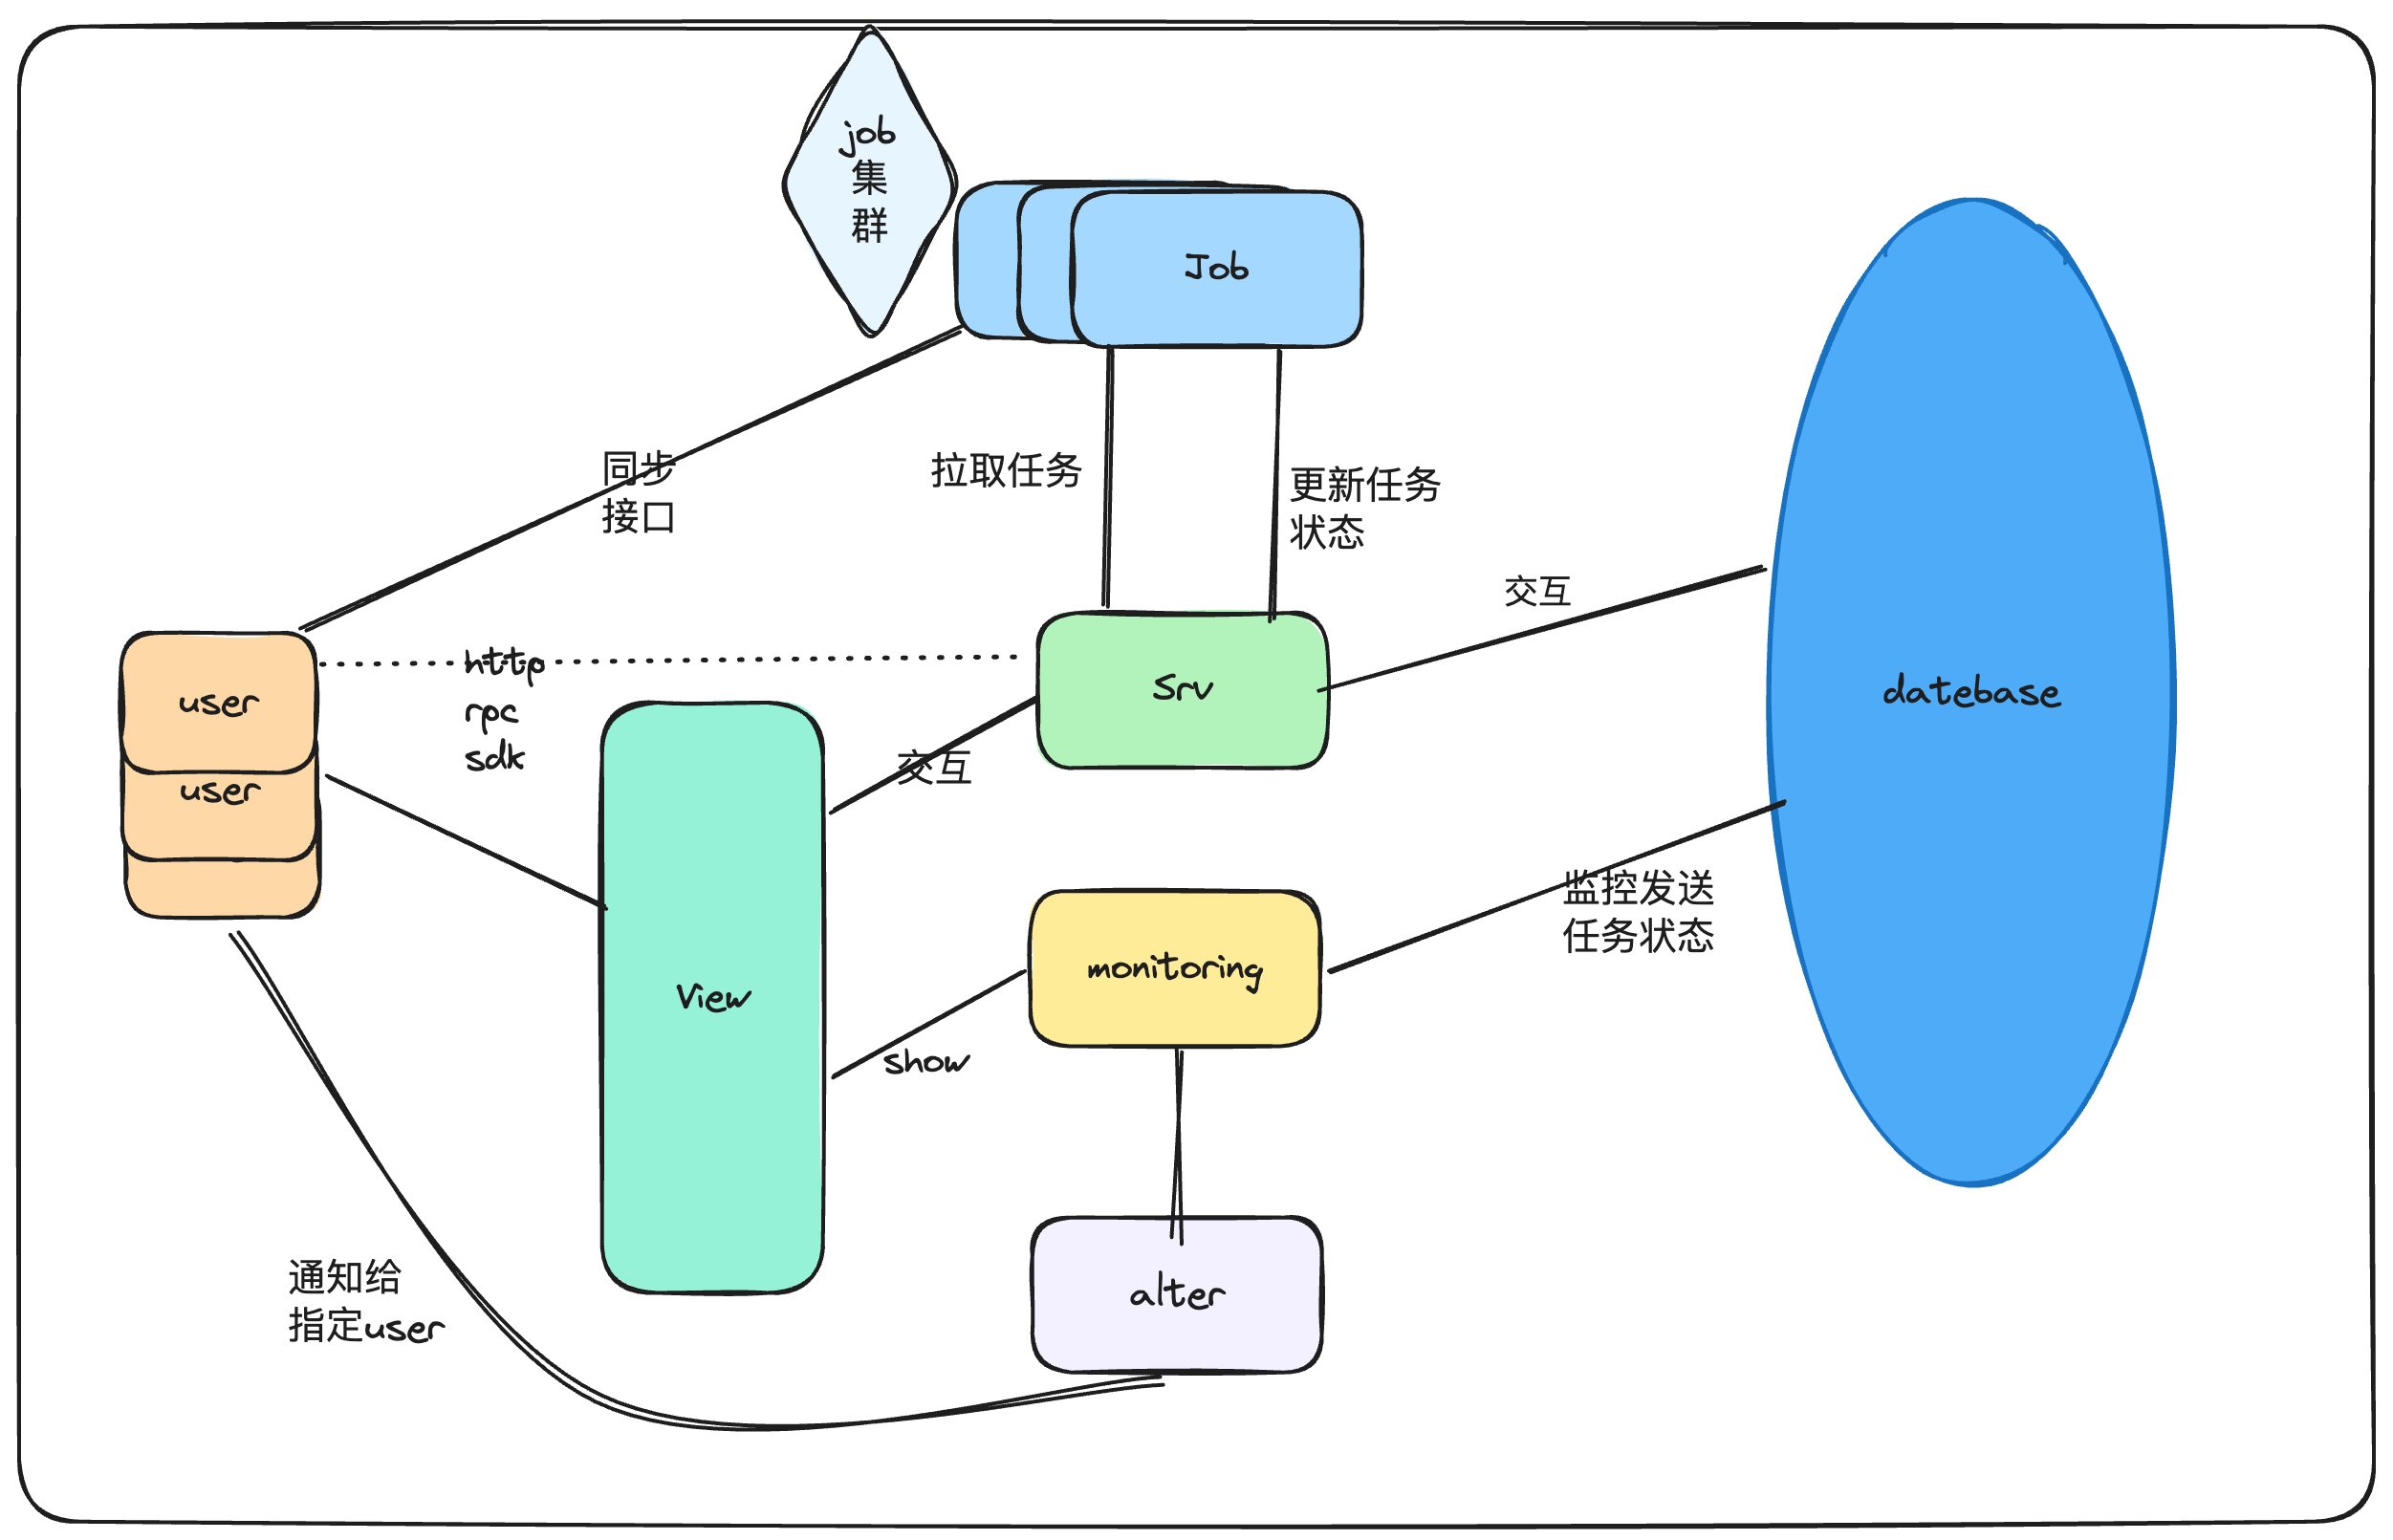 job
集
群
Job
同步
接口
拉取任务
更新任务
状态
交互
http
rpc
sdk
user
user
Srv
datebase
交互
View
monitoring
监控发送
任务状态
show
alter
通知给
指定user